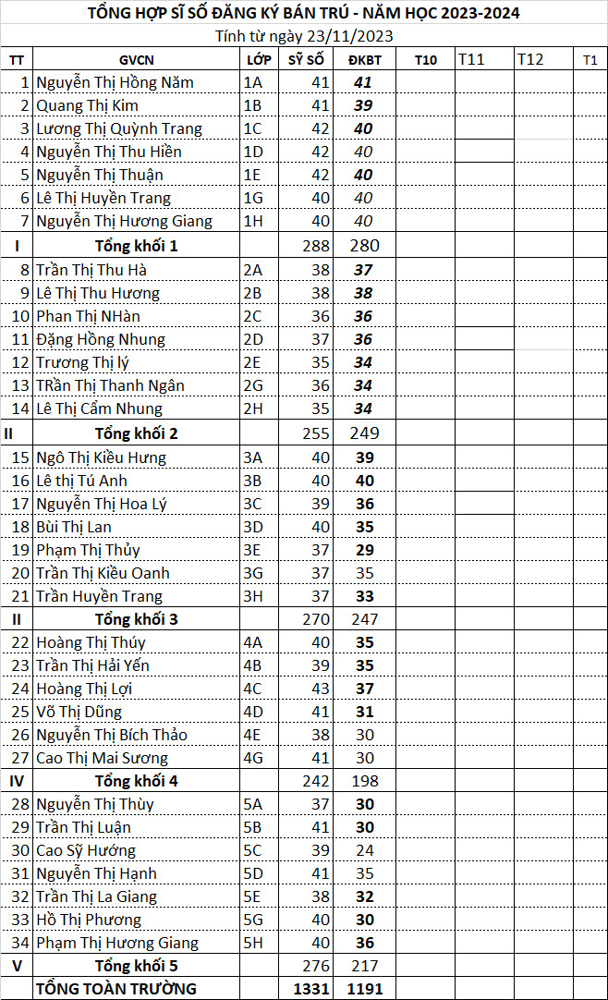 TỔNG HỢP SĨ SỐ ĐĂNG KÝ BÁN TRÚ - NĂM HỌC 2023-2024
Tính từ ngày 23/11/2023
TT GVCN LỚP SỸ SỐ ĐKBT T10 T11 T12 T1
1 Nguyễn Thị Hồng Năm 1A 41 41
2 Quang Thị Kim 1B 41 39
3 Lương Thị Quỳnh Trang 1C 42 40
4 Nguyễn Thị Thu Hiền 1D 42 40
5 Nguyễn Thị Thuận 1E 42 40
6 Lê Thị Huyền Trang 1G 40 40
7 Nguyễn Thị Hương Giang 1H 40 40
I Tổng khối 1 288 280
8 Trần Thị Thu Hà 2A 38 37
9 Lê Thị Thu Hương 2B 38 38
10 Phan Thị NHàn 2C 36 36
11 Đặng Hồng Nhung 2D 37 36
12 Trương Thị lý 2E 35 34
13 TRần Thị Thanh Ngân 2G 36 34
14 Lê Thị Cẩm Nhung 2H 35 34
II Tổng khối 2 255 249
15 Ngô Thị Kiều Hưng 3A 40 39
16 Lê thị Tú Anh 3B 40 40
17 Nguyễn Thị Hoa Lý 3C 39 36
18 Bùi Thị Lan 3D 40 35
19 Phạm Thị Thủy 3E 37 29
20 Trần Thị Kiều Oanh 3G 37 35
21 Trần Huyền Trang 3H 37 33
II Tổng khối 3 270 247
22 Hoàng Thị Thúy 4A 40 35
23 Trần Thị Hải Yến 4B 39 35
24 Hoàng Thị Lợi 4C 43 37
25 Võ Thị Dũng 4D 41 31
26 Nguyễn Thị Bích Thảo 4E 38 30
27 Cao Thị Mai Sương 4G 41 30
IV Tổng khối 4 242 198
28 Nguyễn Thị Thùy 5A 37 30
29 Trần Thị Luận 5B 41 30
30 Cao Sỹ Hướng 5C 39 24
31 Nguyễn Thị Hạnh 5D 41 35
32 Trần Thị La Giang 5E 38 32
33 Hồ Thị Phương 5G 40 30
34 Phạm Thị Hương Giang 5H 40 36
V Tổng khối 5 276 217
TỔNG TOÀN TRƯỜNG 1331 1191